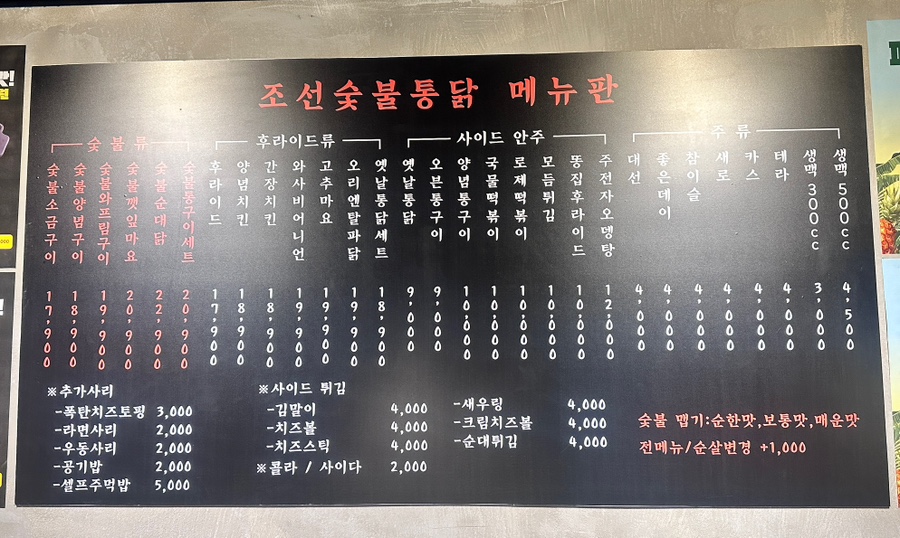 조선숯불통닭 메뉴판
숯불류
숯불소금구이 17,900
숯불양념구이 18,900
숯불와프림구이 19,900
숯불깻잎마요 20,900
숯불순대닭 22,900
숯불통구이세트 20,900
후라이드류
후라이드 17,900
양념치킨 18,900
간장치킨 18,900
와사비어니언 19,900
고추마요 19,900
오리엔탈파닭 19,900
옛날통닭세트 18,900
사이드 안주
옛날통닭 9,000
오븐통구이 9,000
양념통구이 10,000
국물떡볶이 10,000
로제떡볶이 10,000
모듬튀김 10,000
똥집후라이드 10,000
주전자오뎅탕 12,000
주류
대선 4,000
좋은데이 4,000
참이슬 4,000
새로 4,000
카스 4,000
테라 4,000
생맥 300cc 3,000
생맥 500cc 4,500
※추가사리
-폭탄치즈토핑 3,000
-라면사리 2,000
-우동사리 2,000
-공기밥 2,000
-셀프주먹밥 5,000
※사이드 튀김
-김말이 4,000
-치즈볼 4,000
-치즈스틱 4,000
※콜라 / 사이다 2,000
-새우링 4,000
-크림치즈볼 4,000
-순대튀김 4,000
숯불 맵기:순한맛,보통맛,매운맛
전메뉴/순살변경 +1,000